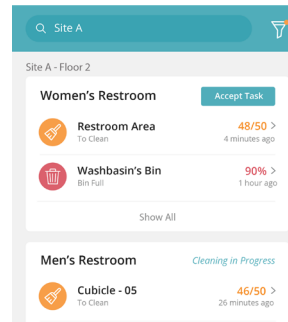 Site A
Site A - Floor 2
Women's Restroom
Accept Task
Restroom Area
48/50 >
To Clean
4 minutes ago
Washbasin's Bin
90% >
Bin Full
1 hour ago
Show All
Men's Restroom
Cleaning in Progress
Cubicle - 05
46/50 >
To Clean
26 minutes ago